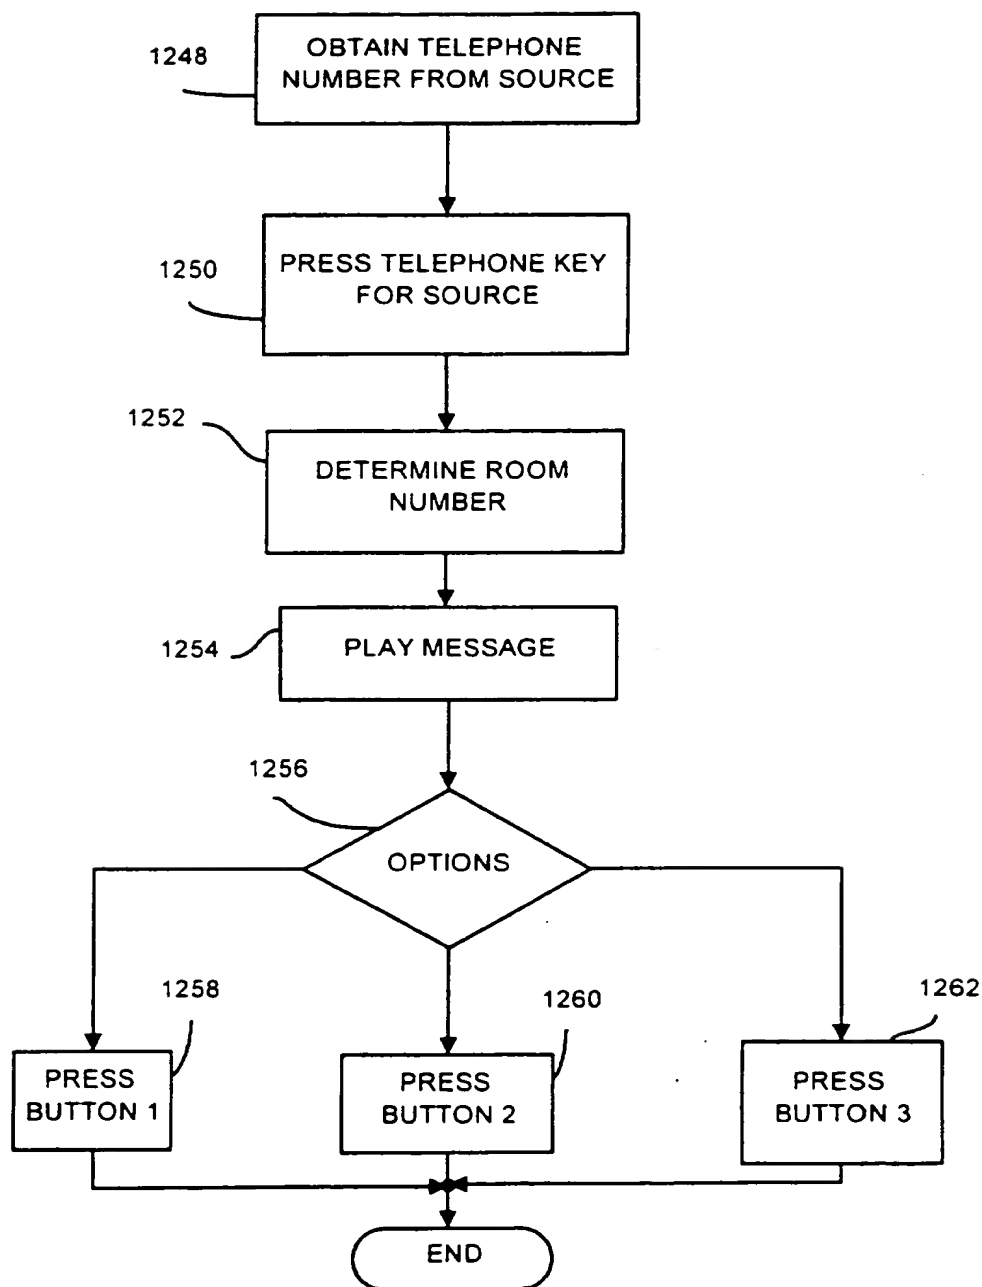 1248
OBTAIN TELEPHONE
NUMBER FROM SOURCE
1250
PRESS TELEPHONE KEY
FOR SOURCE
1252
DETERMINE ROOM
NUMBER
1254
PLAY MESSAGE
1256
OPTIONS
1258
PRESS
BUTTON 1
1260
PRESS
BUTTON 2
1262
PRESS
BUTTON 3
END